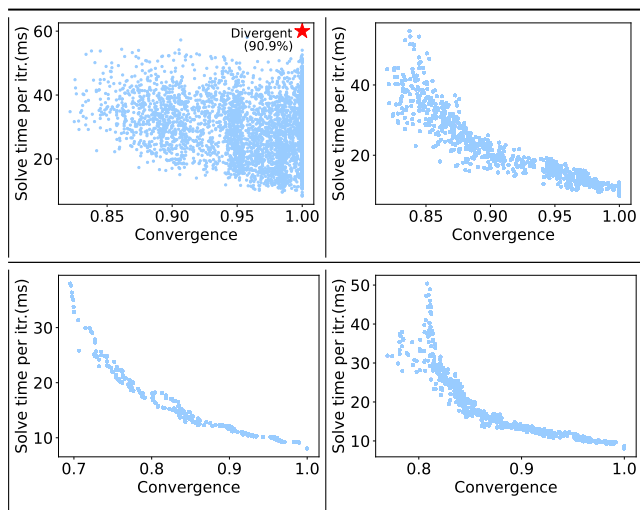 Solve time per itr.(ms)
60
40
20
Divergent
(90.9%)
0.85 0.90 0.95 1.00
Convergence
Solve time per itr.(ms)
40
20
0.85 0.90 0.95 1.00
Convergence
Solve time per itr.(ms)
30
20
10
0.7 0.8 0.9 1.0
Convergence
Solve time per itr.(ms)
50
40
30
20
10
0.8 0.9 1.0
Convergence